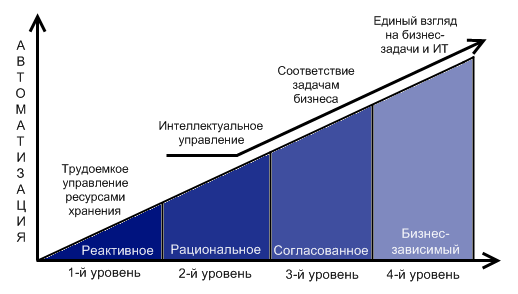 АВТОМАТИЗАЦИЯ
Единый взгляд
на бизнес-
задачи и ИТ
Соответствие
задачам
бизнеса
Интеллектуальное
управление
Трудоемкое
управление
ресурсами
хранения
Реактивное
Рациональное
Согласованное
Бизнес-
зависимый
1-й уровень
2-й уровень
3-й уровень
4-й уровень